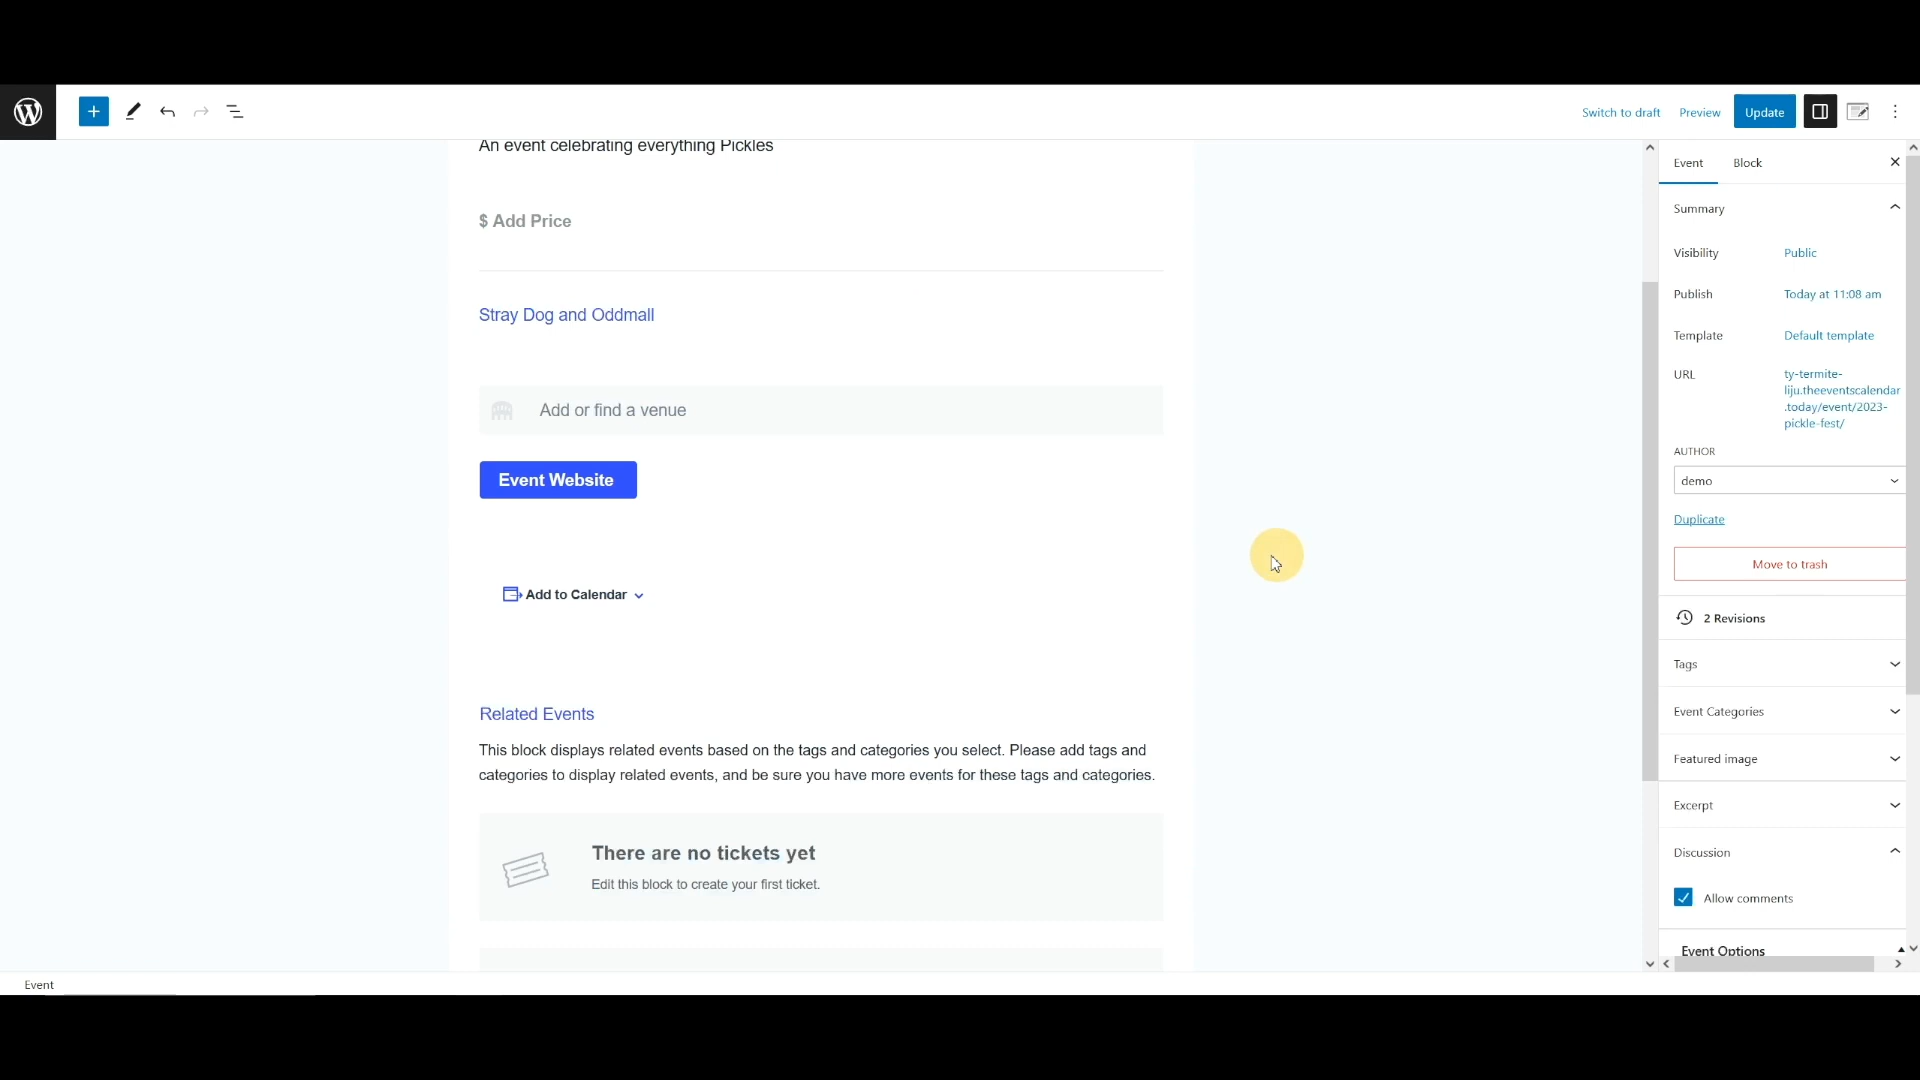 Switch to draft
Preview
Update
An event celebrating everything Pickles
$ Add Price
Stray Dog and Oddmall
Add or find a venue
Event Website
Add to Calendar
Related Events
This block displays related events based on the tags and categories you select. Please add tags and
categories to display related events, and be sure you have more events for these tags and categories.
There are no tickets yet
Edit this block to create your first ticket.
Event
Block
Summary
Visibility
Public
Publish
Today at 11:08 am
Template
Default template
URL
ty-termite-
liju.theeventscalendar
.today/event/2023-
pickle-fest/
AUTHOR
demo
Duplicate
Move to trash
2 Revisions
Tags
Event Categories
Featured image
Excerpt
Discussion
Allow comments
Event Options
Event